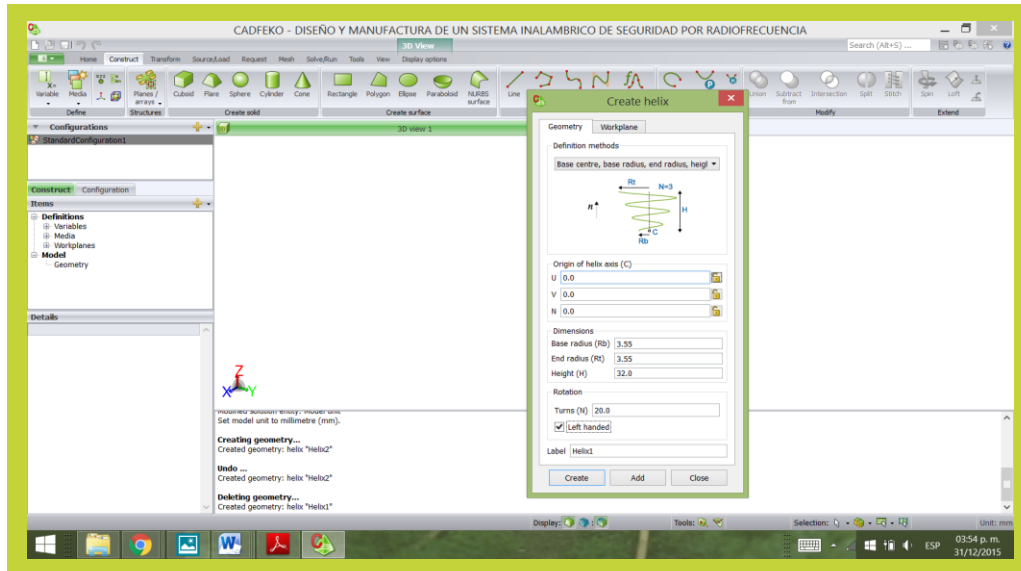 CADFEKO - DISEÑO Y MANUFACTURA DE UN SISTEMA INALAMBRICO DE SEGURIDAD POR RADIOFRECUENCIA
3D View
Search (Alt+S) ...
Home Construct Transform Source/Load Request Mesh Solve/Run Tools View Display options
Variable Media Planes / arrays Cuboid Flare Sphere Cylinder Cone Rectangle Polygon Ellipse Paraboloid NURBS surface Line Union Subtract from Intersection Split Stitch Spin Loft
Define Structures Create solid Create surface Modify Extend
Configurations
StandardConfiguration1
3D view 1
Construct Configuration
Items
Definitions
Variables
Media
Workplanes
Model
Geometry
Details
Z
X
Y
Set model unit to millimetre (mm).
Creating geometry...
Created geometry: helix "Helix2"
Undo ...
Created geometry: helix "Helix2"
Deleting geometry...
Created geometry: helix "Helix1"
Create helix
Geometry Workplane
Definition methods
Base centre, base radius, end radius, heigl
Rt
N=3
n
H
C
Rb
Origin of helix axis (C)
U 0.0
V 0.0
N 0.0
Dimensions
Base radius (Rb) 3.55
End radius (Rt) 3.55
Height (H) 32.0
Rotation
Turns (N) 20.0
Left handed
Label Helix1
Create Add Close
Display: Tools: Selection: Unit: mm
ESP
03:54 p. m.
31/12/2015